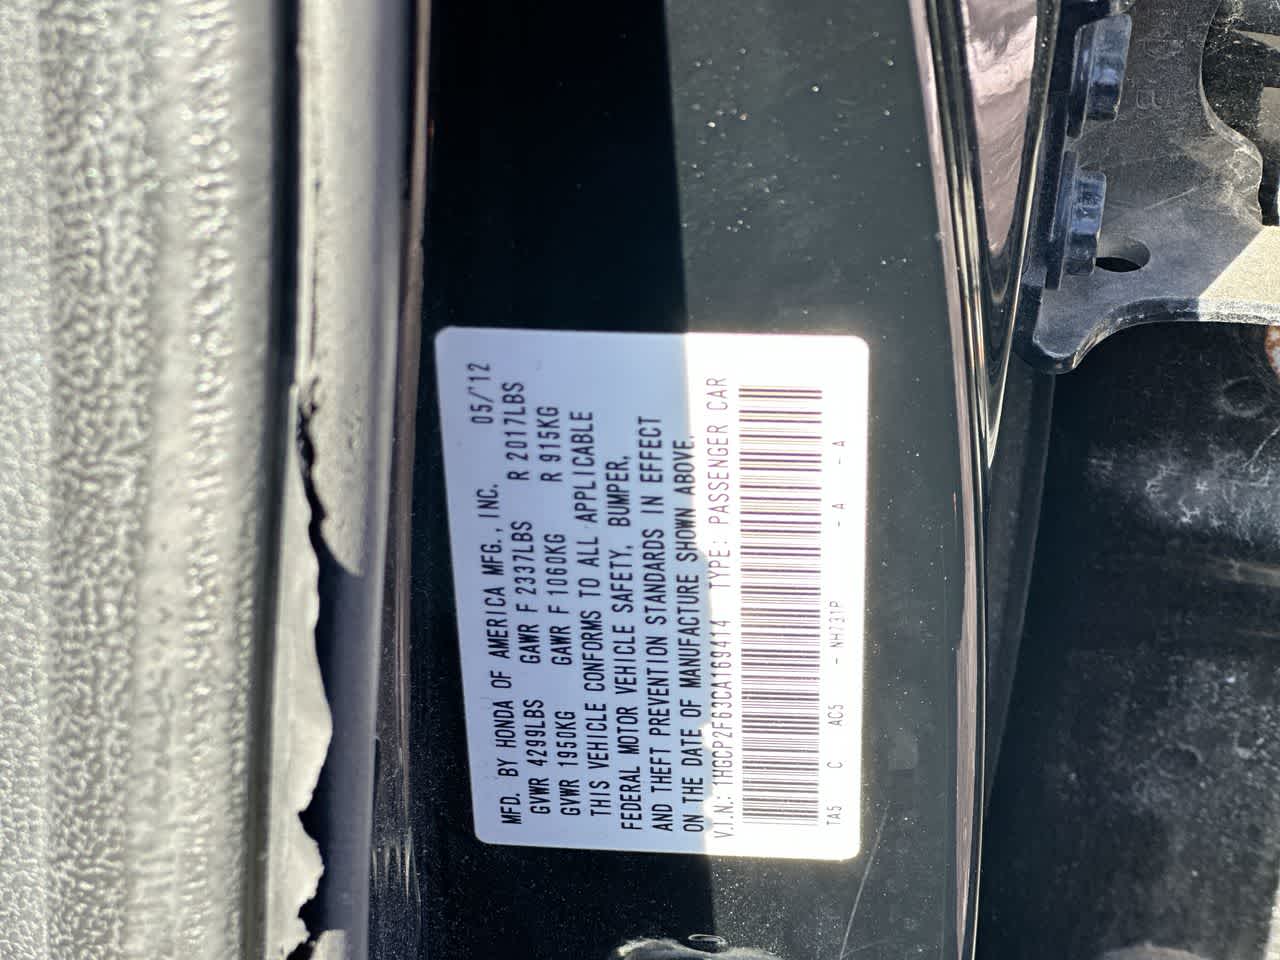 MFD. BY HONDA OF AMERICA MFG., INC. 05/'12
GVWR 4299LBS GAWR F 2337LBS R 2017LBS
GVWR 1950KG GAWR F 1060KG R 915KG
THIS VEHICLE CONFORMS TO ALL APPLICABLE
FEDERAL MOTOR VEHICLE SAFETY, BUMPER,
AND THEFT PREVENTION STANDARDS IN EFFECT
ON THE DATE OF MANUFACTURE SHOWN ABOVE.
V.I.N.: 1HGCP2F63CA169414 TYPE: PASSENGER CAR
TA5 C AC5 - NH731P - A - A